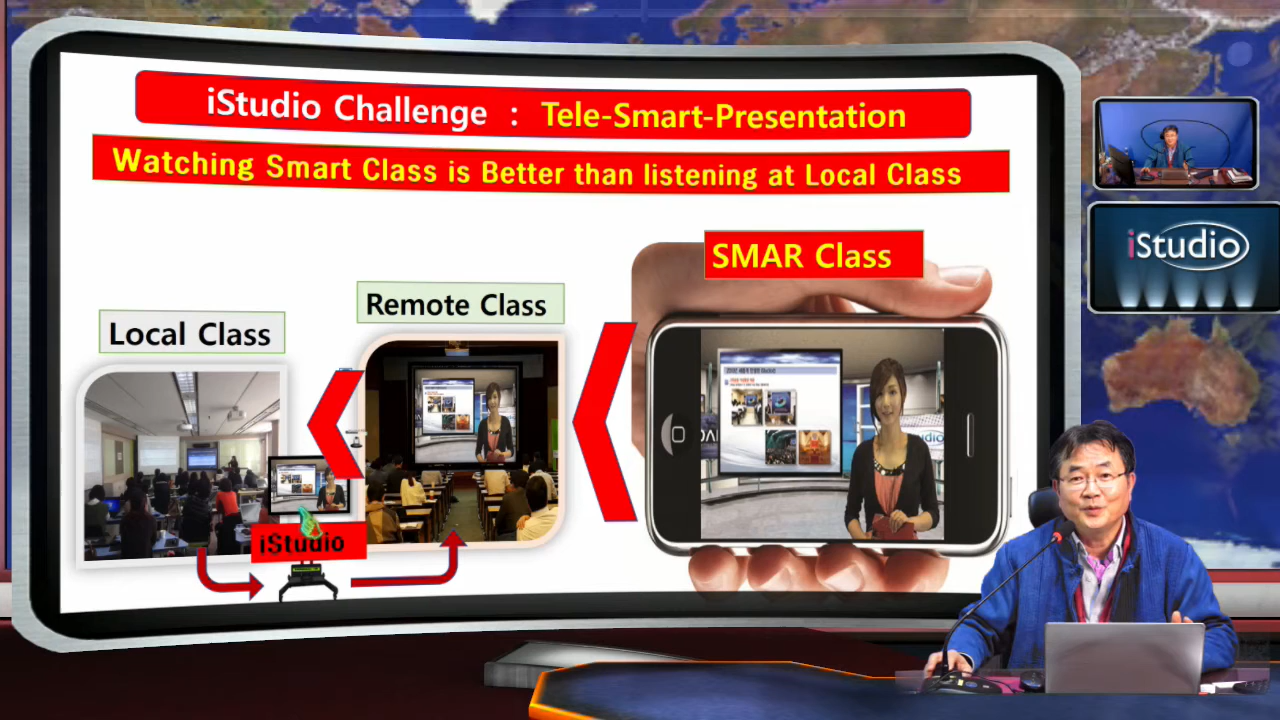 iStudio Challenge : Tele-Smart-Presentation
Watching Smart Class is Better than listening at Local Class
SMAR Class
Remote Class
Local Class
iStudio
iStudio